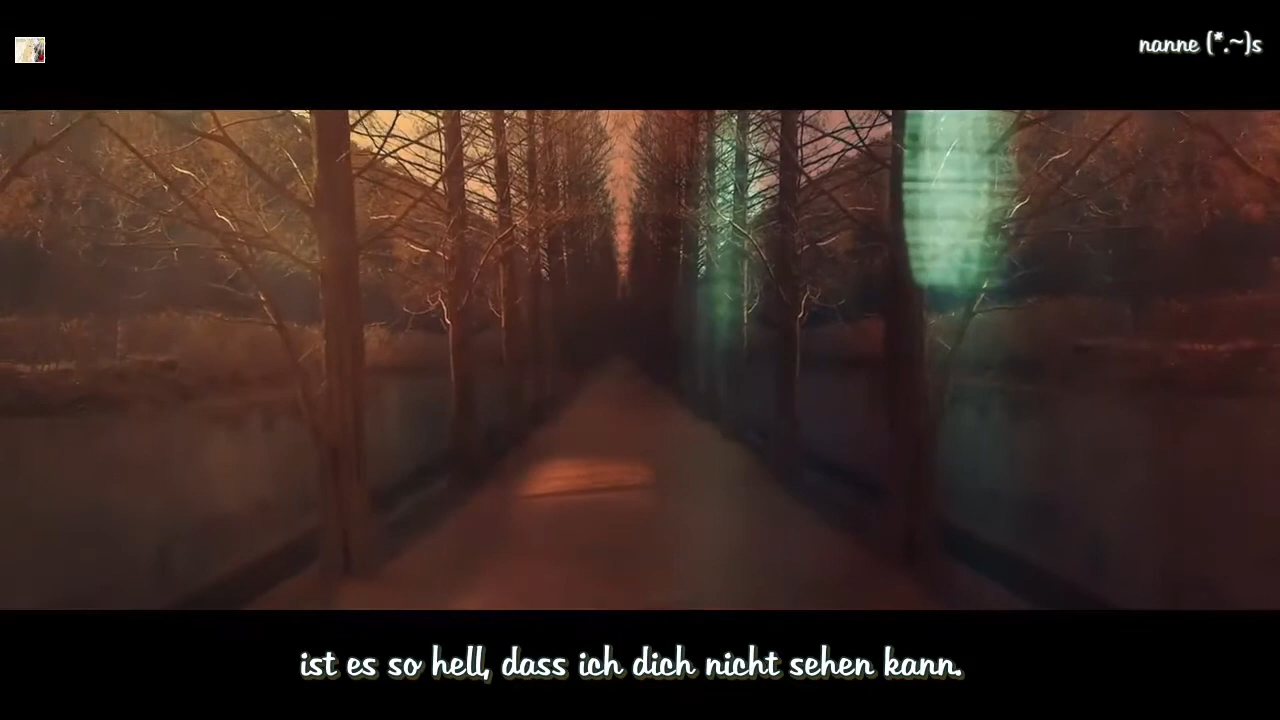 nanne (*.~)s
ist es so hell, dass ich dich nicht sehen kann.